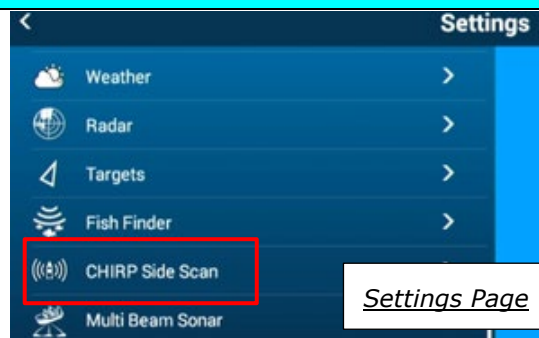 Settings
Weather
Radar
Targets
Fish Finder
CHIRP Side Scan
Settings Page
Multi Beam Sonar